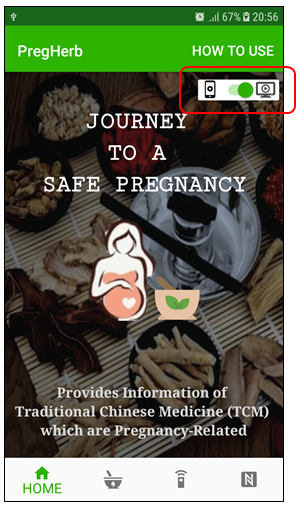 67% 20:56
PregHerb HOW TO USE
JOURNEY
TO A
SAFE PREGNANCY
Provides Information of
Traditional Chinese Medicine (TCM)
which are Pregnancy-Related
HOME